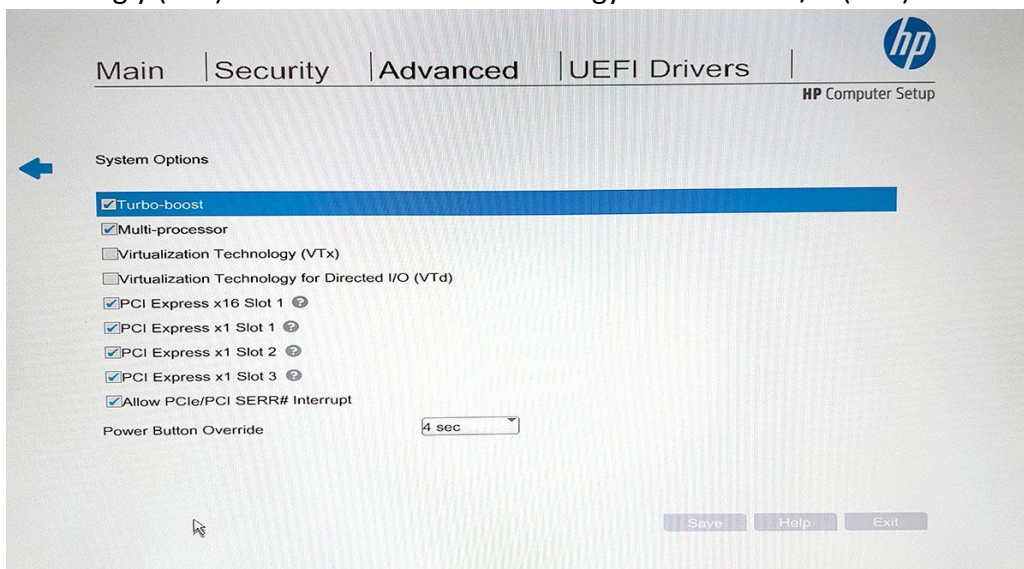 hp
Main Security Advanced UEFI Drivers
HP Computer Setup
System Options
Turbo-boost
Multi-processor
Virtualization Technology (VTx)
Virtualization Technology for Directed I/O (VTd)
PCI Express x16 Slot 1 ?
PCI Express x1 Slot 1 ?
PCI Express x1 Slot 2 ?
PCI Express x1 Slot 3 ?
Allow PCIe/PCI SERR# Interrupt
Power Button Override 4 sec
Save Help Exit